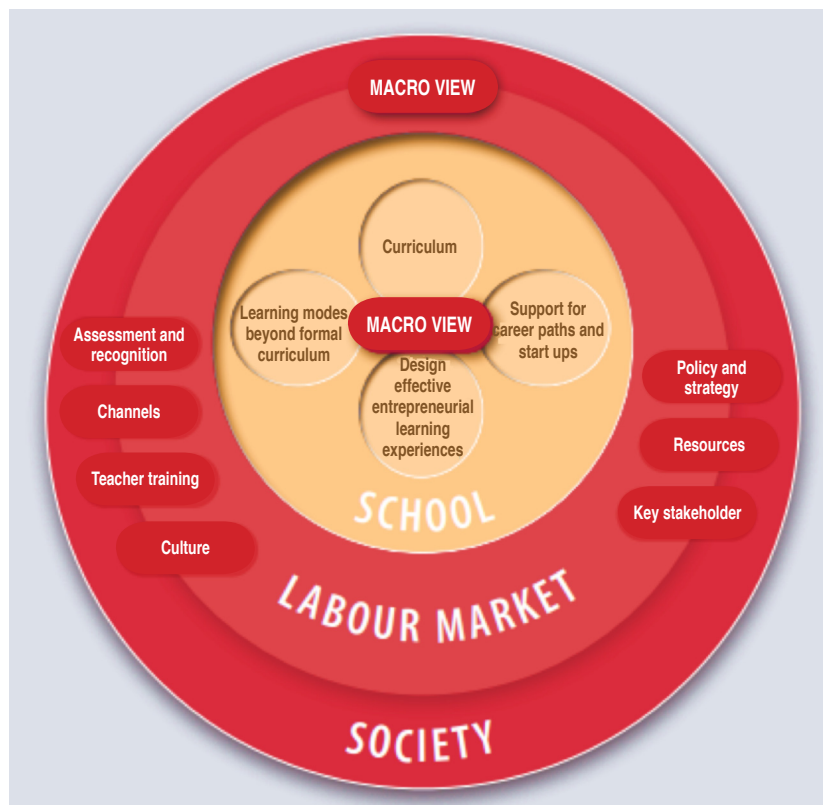 MACRO VIEW
Curriculum
Learning modes
beyond formal
curriculum
MACRO VIEW
Support for
career paths and
start ups
Design
effective
entrepreneurial
learning
experiences
Assessment and
recognition
Channels
Teacher training
Culture
Policy and
strategy
Resources
Key stakeholder
SCHOOL
LABOUR MARKET
SOCIETY